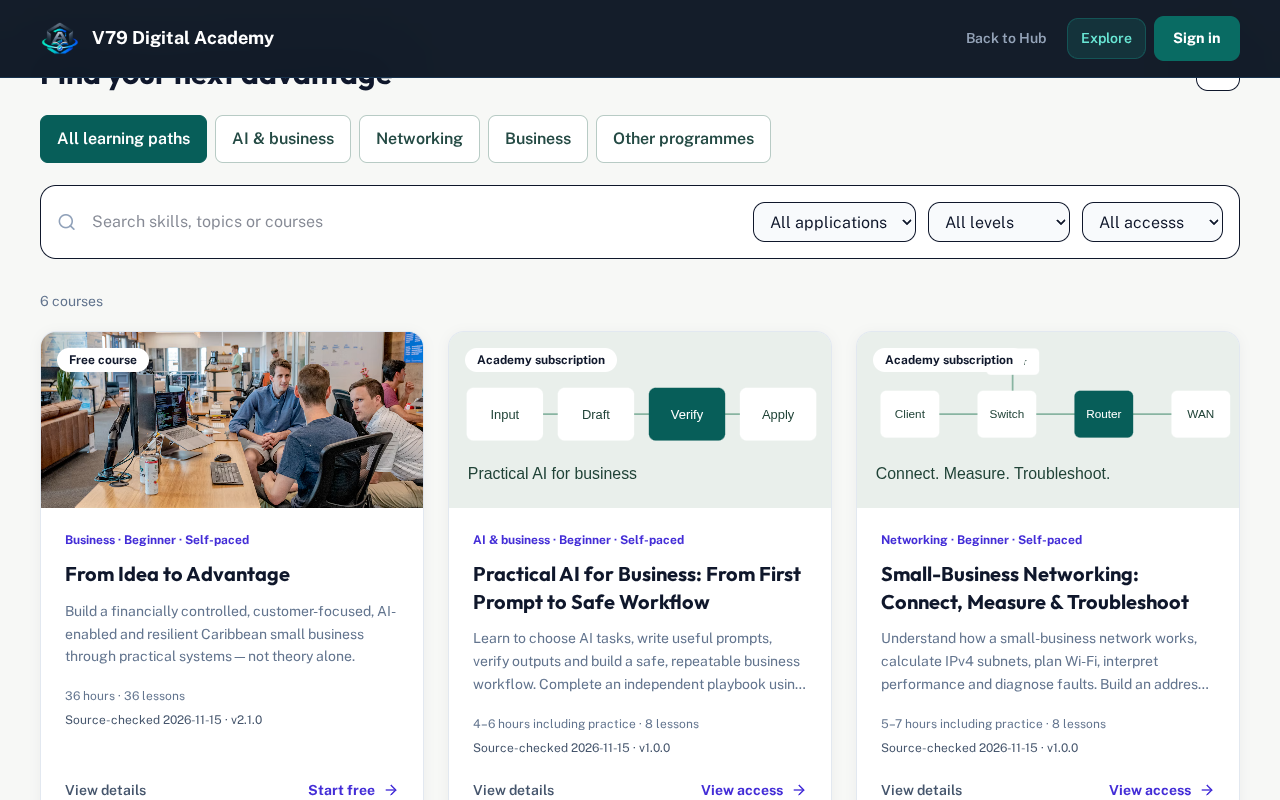 V79 Digital Academy
Back to Hub
Explore
Sign in
Find your next advantage
All learning paths
AI & business
Networking
Business
Other programmes
Search skills, topics or courses
All applications
All levels
All accesss
6 courses
Free course
Business · Beginner · Self-paced
From Idea to Advantage
Build a financially controlled, customer-focused, AI-
enabled and resilient Caribbean small business
through practical systems — not theory alone.
36 hours · 36 lessons
Source-checked 2026-11-15 · v2.1.0
View details
Start free
Academy subscription
Input
Draft
Verify
Apply
Practical AI for business
AI & business · Beginner · Self-paced
Practical AI for Business: From First
Prompt to Safe Workflow
Learn to choose AI tasks, write useful prompts,
verify outputs and build a safe, repeatable business
workflow. Complete an independent playbook usin...
4–6 hours including practice · 8 lessons
Source-checked 2026-11-15 · v1.0.0
View details
View access
Academy subscription
Client
Switch
Router
WAN
Connect. Measure. Troubleshoot.
Networking · Beginner · Self-paced
Small-Business Networking:
Connect, Measure & Troubleshoot
Understand how a small-business network works,
calculate IPv4 subnets, plan Wi-Fi, interpret
performance and diagnose faults. Build an addres...
5–7 hours including practice · 8 lessons
Source-checked 2026-11-15 · v1.0.0
View details
View access